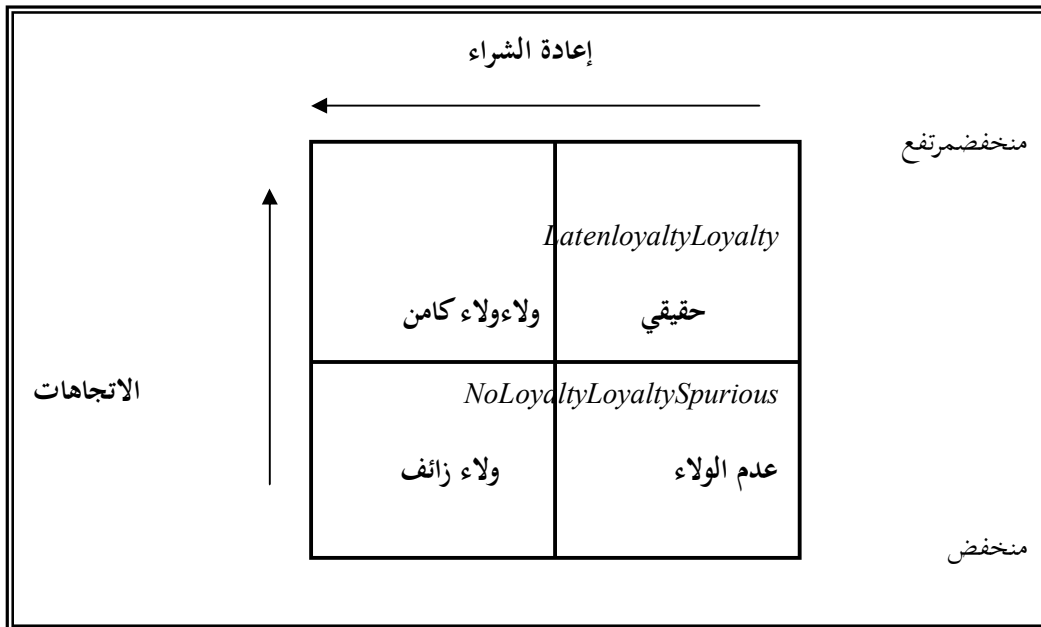 إعادة الشراء
منخفضمرتفع
LatenloyaltyLoyalty
حقيقي ولاءولاء كامن
الاتجاهات
NoLoyaltyLoyaltySpurious
عدم الولاء ولاء زائف
منخفض